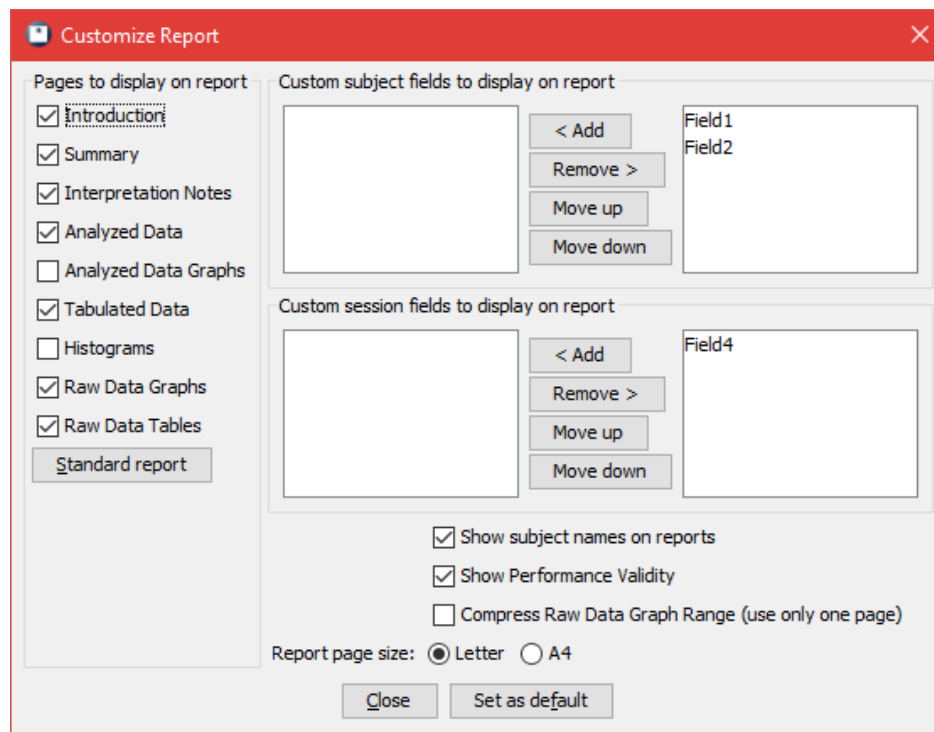 Customize Report
Pages to display on report
Introduction
Summary
Interpretation Notes
Analyzed Data
Analyzed Data Graphs
Tabulated Data
Histograms
Raw Data Graphs
Raw Data Tables
Standard report
Custom subject fields to display on report
< Add
Remove >
Move up
Move down
Field1
Field2
Custom session fields to display on report
< Add
Remove >
Move up
Move down
Field4
Show subject names on reports
Show Performance Validity
Compress Raw Data Graph Range (use only one page)
Report page size: Letter A4
Close Set as default